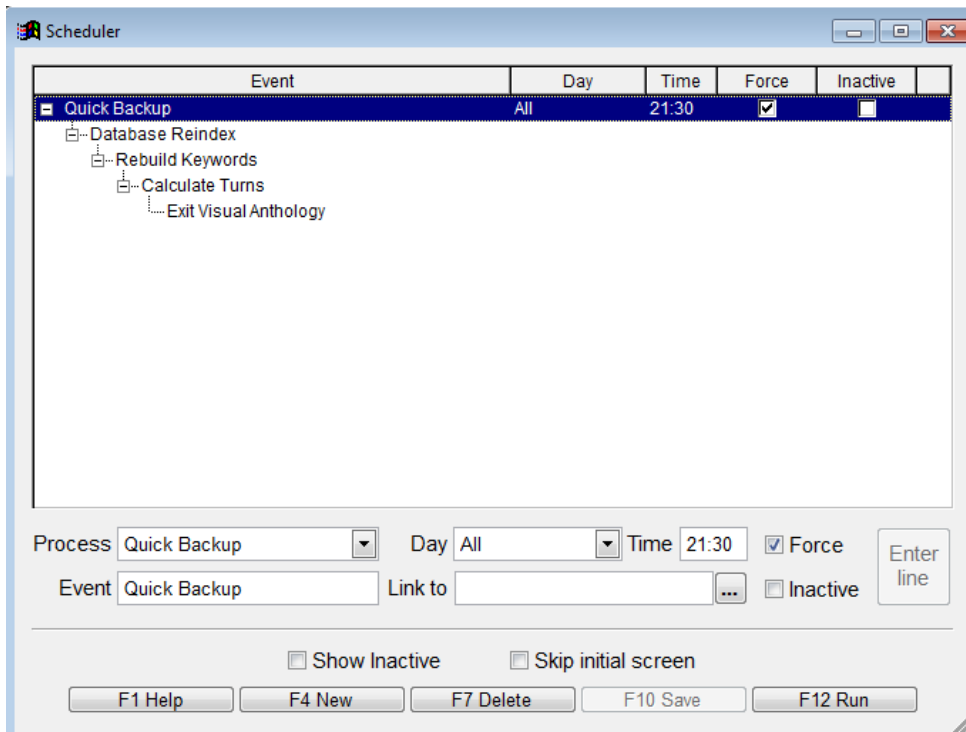 Scheduler
Event Day Time Force Inactive
Quick Backup All 21:30
Database Reindex
Rebuild Keywords
Calculate Turns
Exit Visual Anthology
Process Quick Backup Day All Time 21:30 Force Enter line
Event Quick Backup Link to ... Inactive
Show Inactive Skip initial screen
F1 Help F4 New F7 Delete F10 Save F12 Run